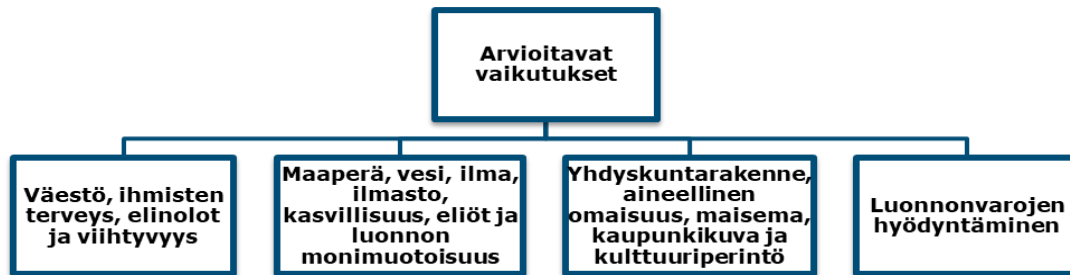 Arvioitavat
vaikutukset
Väestö, ihmisten
terveys, elinolot
ja viihtyvyys
Maaperä, vesi, ilma,
ilmasto,
kasvillisuus, eliöt ja
luonnon
monimuotoisuus
Yhdyskuntarakenne,
aineellinen
omaisuus, maisema,
kaupunkikuva ja
kulttuuriperintö
Luonnonvarojen
hyödyntäminen